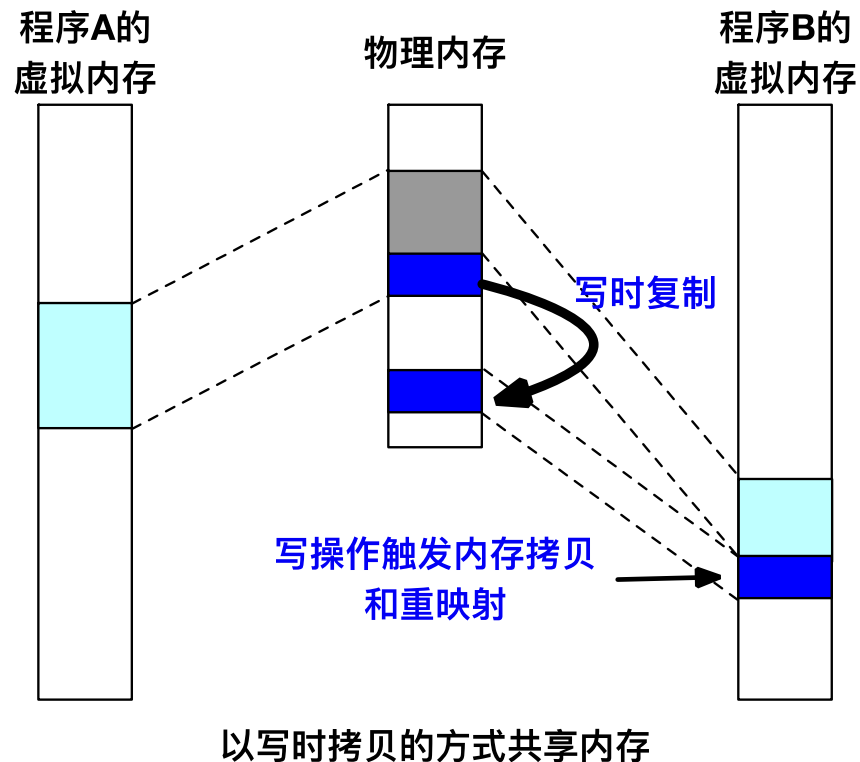 程序A的
虚拟内存
物理内存
程序B的
虚拟内存
写时复制
写操作触发内存拷贝
和重映射
以写时拷贝的方式共享内存